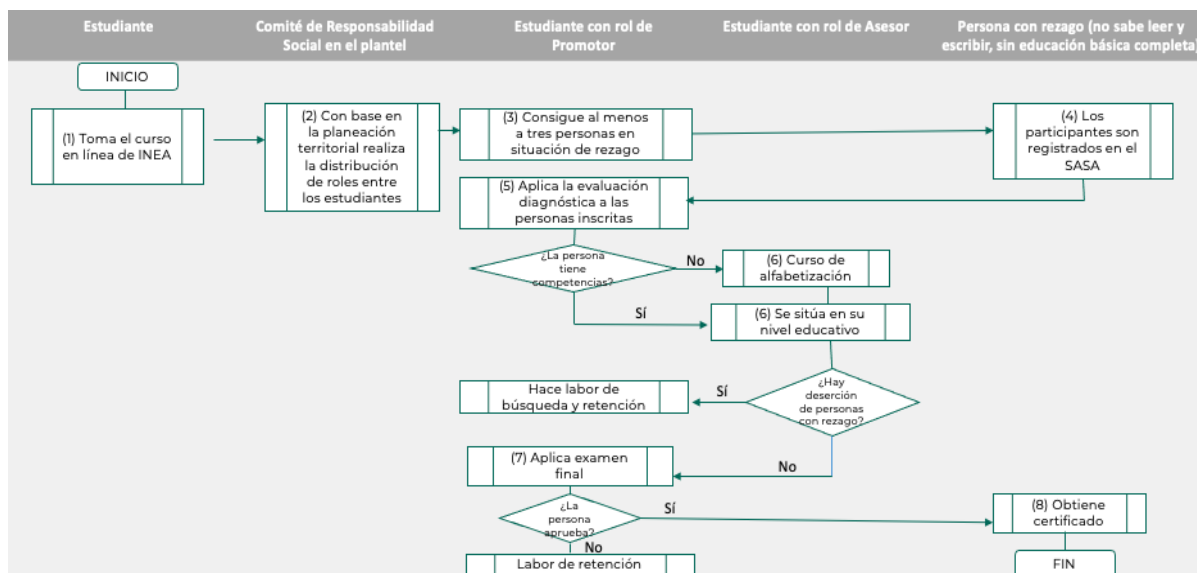 Estudiante
Comité de Responsabilidad
Social en el plantel
Estudiante con rol de
Promotor
Estudiante con rol de Asesor
Persona con rezago (no sabe leer y
escribir, sin educación básica completa)
INICIO
(1) Toma el curso
en línea de INEA
(2) Con base en
la planeación
territorial realiza
la distribución
de roles entre
los estudiantes
(3) Consigue al menos
a tres personas en
situación de rezago
(4) Los
participantes son
registrados en el
SASA
(5) Aplica la evaluación
diagnóstica a las
personas inscritas
¿La persona
tiene
competencias?
No
(6) Curso de
alfabetización
Sí
(6) Se sitúa en su
nivel educativo
¿Hay
deserción
de personas
con rezago?
Sí
Hace labor de
búsqueda y retención
No
(7) Aplica examen
final
¿La
persona
aprueba?
Sí
(8) Obtiene
certificado
No
Labor de retención
FIN